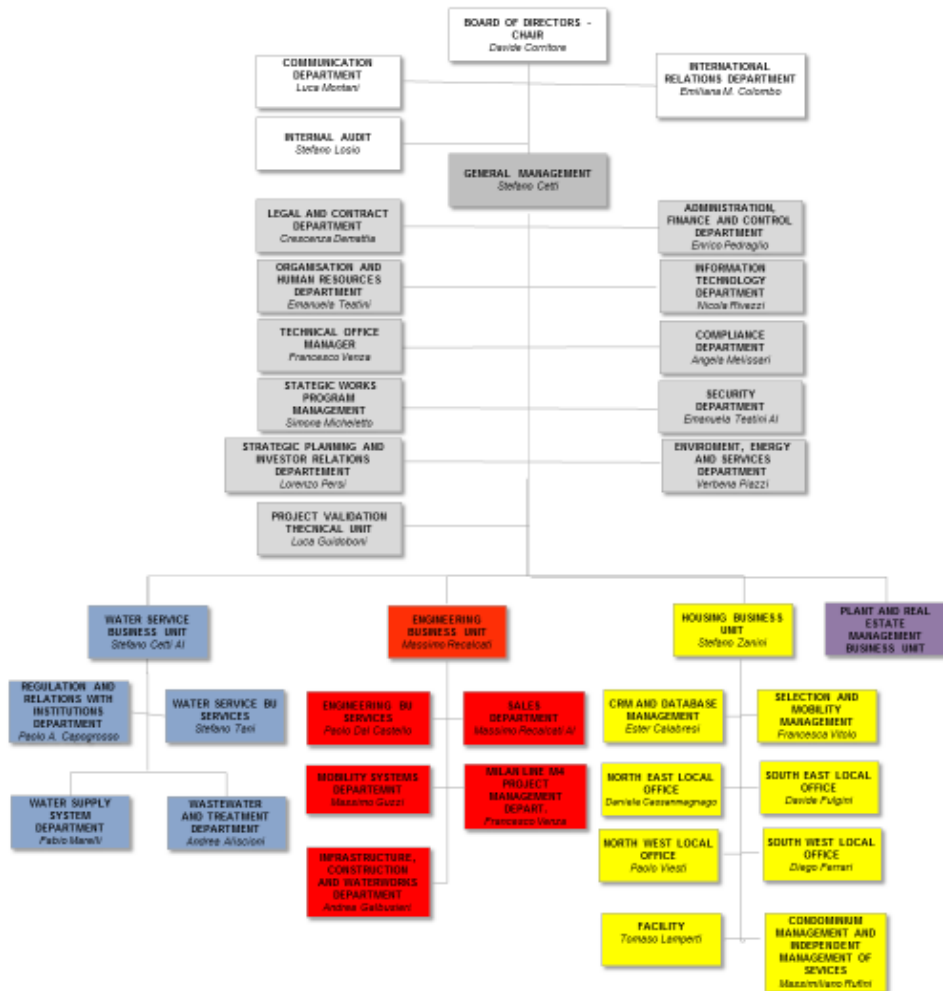 BOARD OF DIRECTORS -
CHAIR
Davide Corritore
COMMUNICATION
DEPARTMENT
Luca Montani
INTERNATIONAL
RELATIONS DEPARTMENT
Emiliana M. Colombo
INTERNAL AUDIT
Stefano Losio
GENERAL MANAGEMENT
Stefano Cetti
LEGAL AND CONTRACT
DEPARTMENT
Crescenza Demattia
ADMINISTRATION,
FINANCE AND CONTROL
DEPARTMENT
Enrico Pedraglio
ORGANISATION AND
HUMAN RESOURCES
DEPARTMENT
Emanuela Teatini
INFORMATION
TECHNOLOGY
DEPARTMENT
Nicola Rivezzi
TECHNICAL OFFICE
MANAGER
Francesco Venza
COMPLIANCE
DEPARTMENT
Angela Melissari
STATEGIC WORKS
PROGRAM
MANAGEMENT
Simona Micheletto
SECURITY
DEPARTMENT
Emanuela Teatini AI
STRATEGIC PLANNING AND
INVESTOR RELATIONS
DEPARTEMENT
Lorenzo Persi
ENVIROMENT, ENERGY
AND SERVICES
DEPARTMENT
Verbena Piazzi
PROJECT VALIDATION
THECNICAL UNIT
Luca Guidoboni
WATER SERVICE
BUSINESS UNIT
Stefano Cetti AI
ENGINEERING
BUSINESS UNIT
Massimo Recalcati
HOUSING BUSINESS
UNIT
Stefano Zanini
PLANT AND REAL
ESTATE
MANAGEMENT
BUSINESS UNIT
REGULATION AND
RELATIONS WITH
INSTITUTIONS
DEPARTMENT
Paolo A. Capogrosso
WATER SERVICE BU
SERVICES
Stefano Tani
ENGINEERING BU
SERVICES
Paolo Dal Casterlo
SALES
DEPARTMENT
Massimo Recalcati AI
CRM AND DATABASE
MANAGEMENT
Ester Calabresi
SELECTION AND
MOBILITY
MANAGEMENT
Francesca Vitolo
WATER SUPPLY
SYSTEM
DEPARTMENT
Fabio Marelli
WASTEWATER
AND TREATMENT
DEPARTMENT
Andrea Aliscioni
MOBILITY SYSTEMS
DEPARTEMNT
Massimo Guzzi
MILAN LINE M4
PROJECT
MANAGEMENT
DEPART.
Francesco Venza
NORTH EAST LOCAL
OFFICE
Daniela Cassanmagnago
SOUTH EAST LOCAL
OFFICE
Davide Fulgini
INFRASTRUCTURE,
CONSTRUCTION
AND WATERWORKS
DEPARTMENT
Andrea Galbusieri
NORTH WEST LOCAL
OFFICE
Paolo Viesti
SOUTH WEST LOCAL
OFFICE
Diego Ferrari
FACILITY
Tomaso Lamperti
CONDOMINIUM
MANAGEMENT AND
INDEPENDENT
MANAGEMENT OF
SEVICES
Massimiliano Rufini